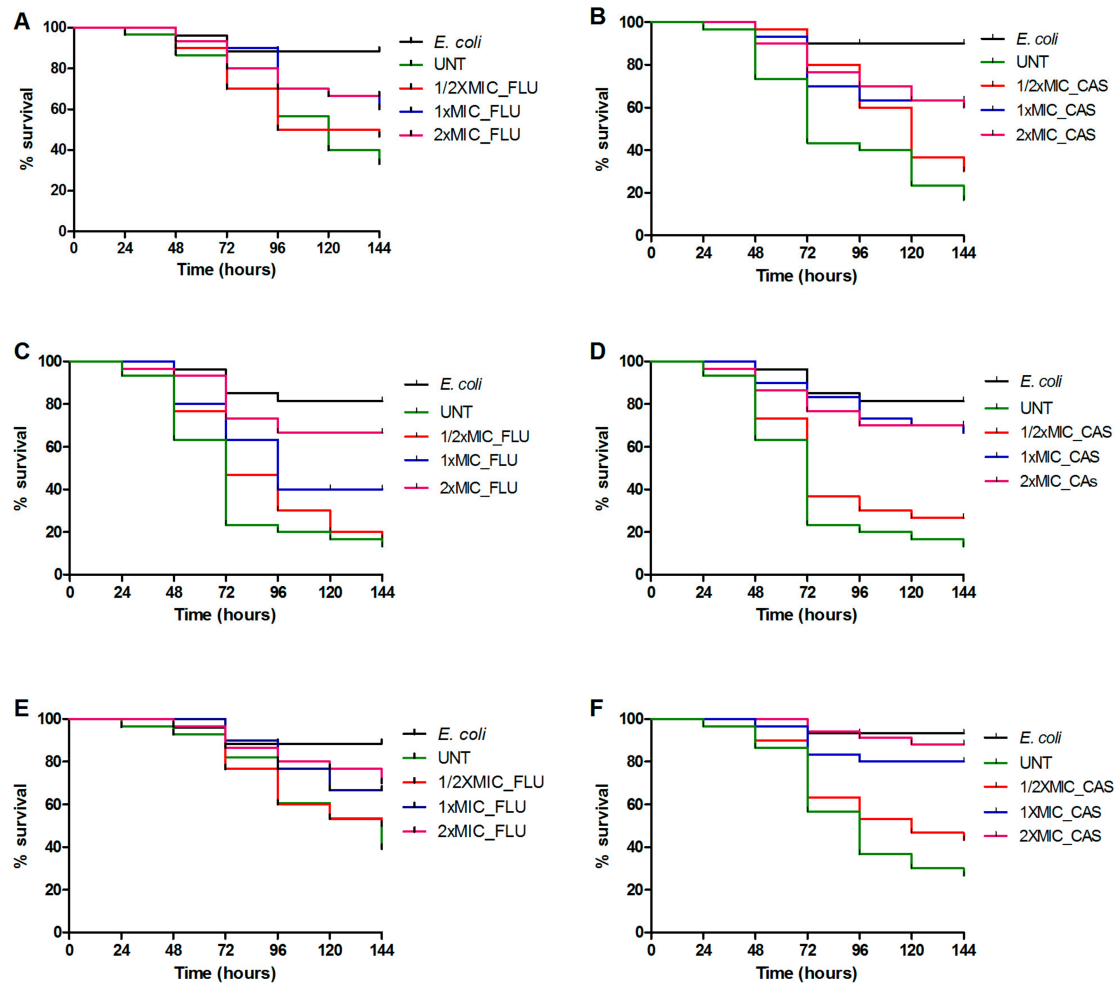 A
100
80
60
40
20
0
% survival
0 24 48 72 96 120 144
Time (hours)
E. coli
UNT
1/2XMIC_FLU
1xMIC_FLU
2xMIC_FLU
B
100
80
60
40
20
0
% survival
0 24 48 72 96 120 144
Time (hours)
E. coli
UNT
1/2xMIC_CAS
1xMIC_CAS
2xMIC_CAS
C
100
80
60
40
20
0
% survival
0 24 48 72 96 120 144
Time (hours)
E. coli
UNT
1/2xMIC_FLU
1xMIC_FLU
2xMIC_FLU
D
100
80
60
40
20
0
% survival
0 24 48 72 96 120 144
Time (hours)
E. coli
UNT
1/2xMIC_CAS
1xMIC_CAS
2xMIC_CAs
E
100
80
60
40
20
0
% survival
0 24 48 72 96 120 144
Time (hours)
E. coli
UNT
1/2XMIC_FLU
1xMIC_FLU
2xMIC_FLU
F
100
80
60
40
20
0
% survival
0 24 48 72 96 120 144
Time (hours)
E. coli
UNT
1/2XMIC_CAS
1XMIC_CAS
2XMIC_CAS